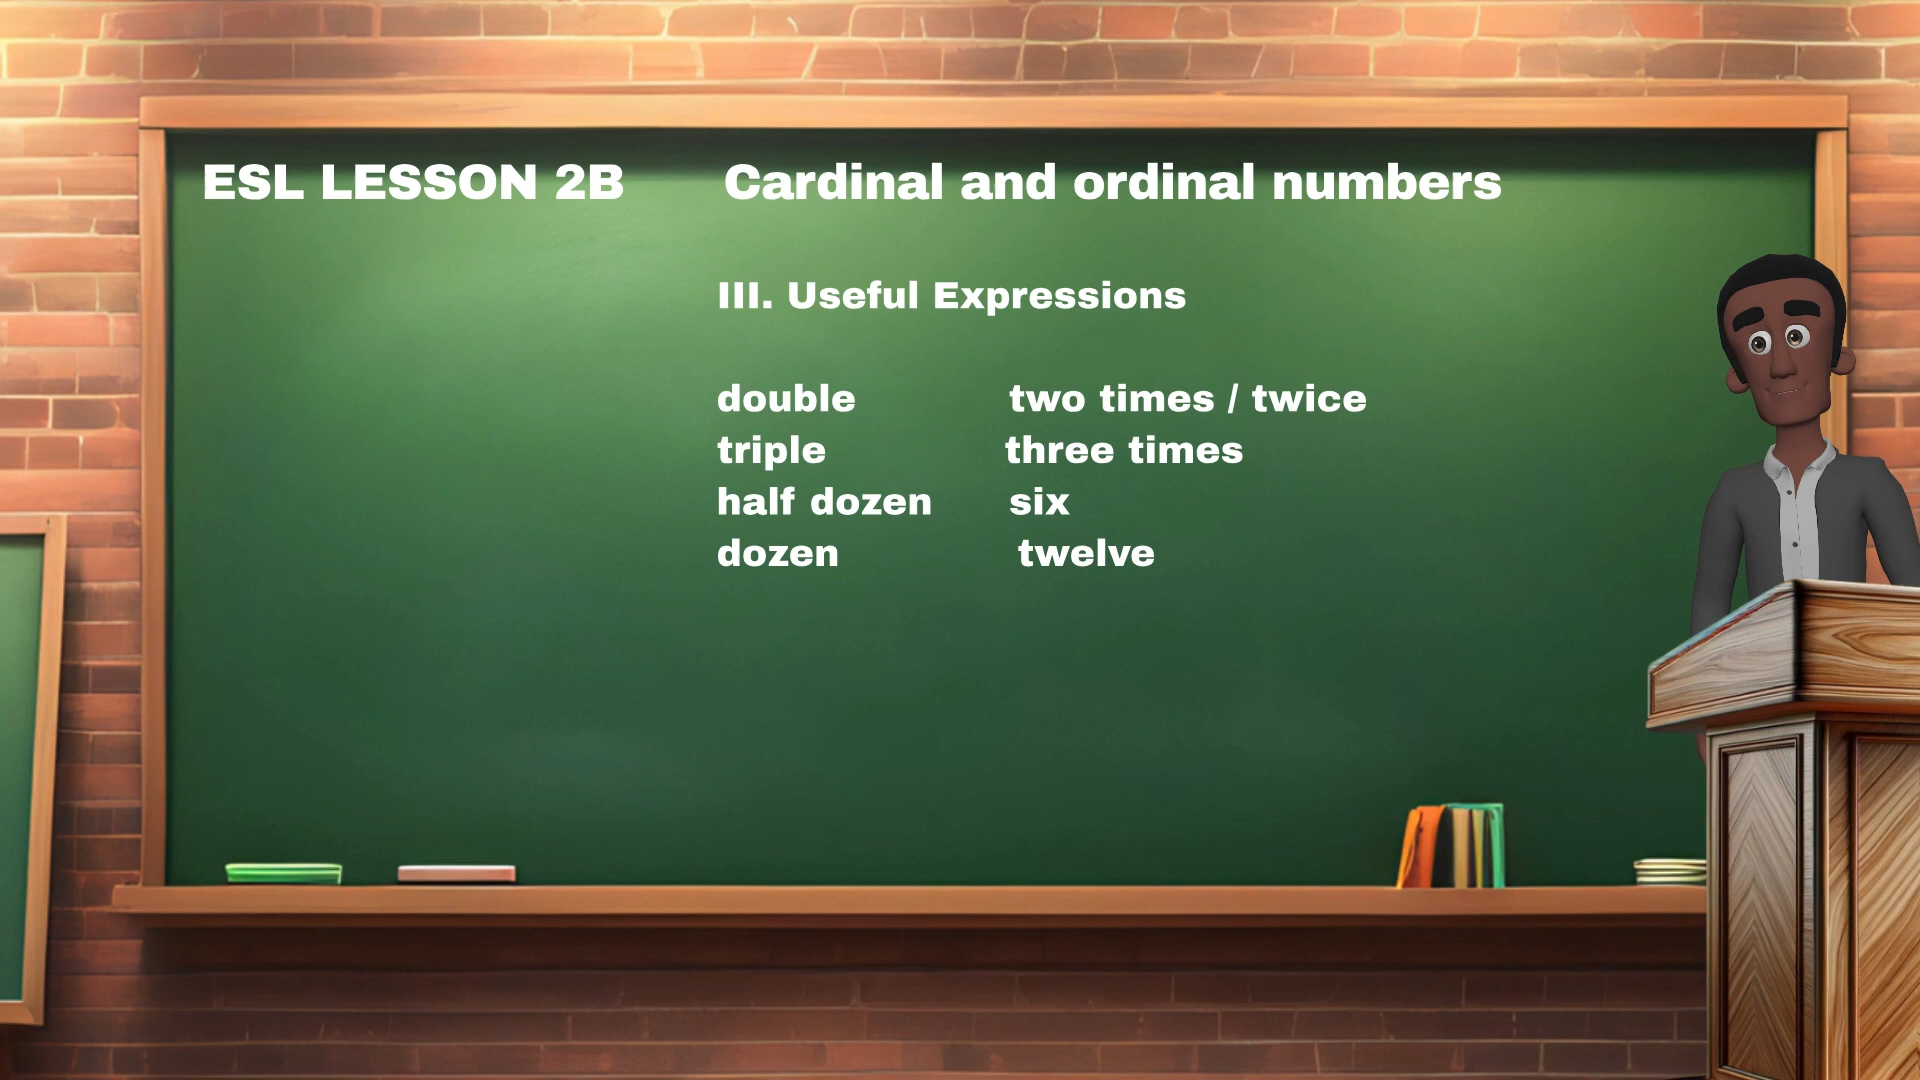 ESL LESSON 2B Cardinal and ordinal numbers
III. Useful Expressions
double two times / twice
triple three times
half dozen six
dozen twelve